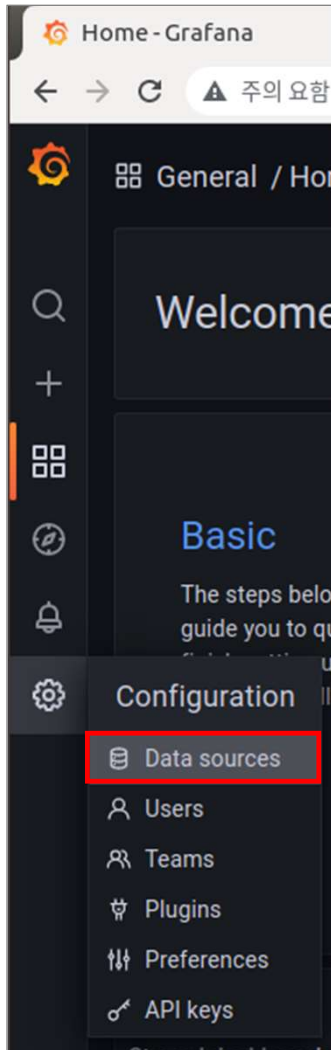 Home - Grafana
주의 요함
General / Hor
Welcome
Basic
The steps belo
guide you to qu
Configuration
Data sources
Users
Teams
Plugins
Preferences
API keys